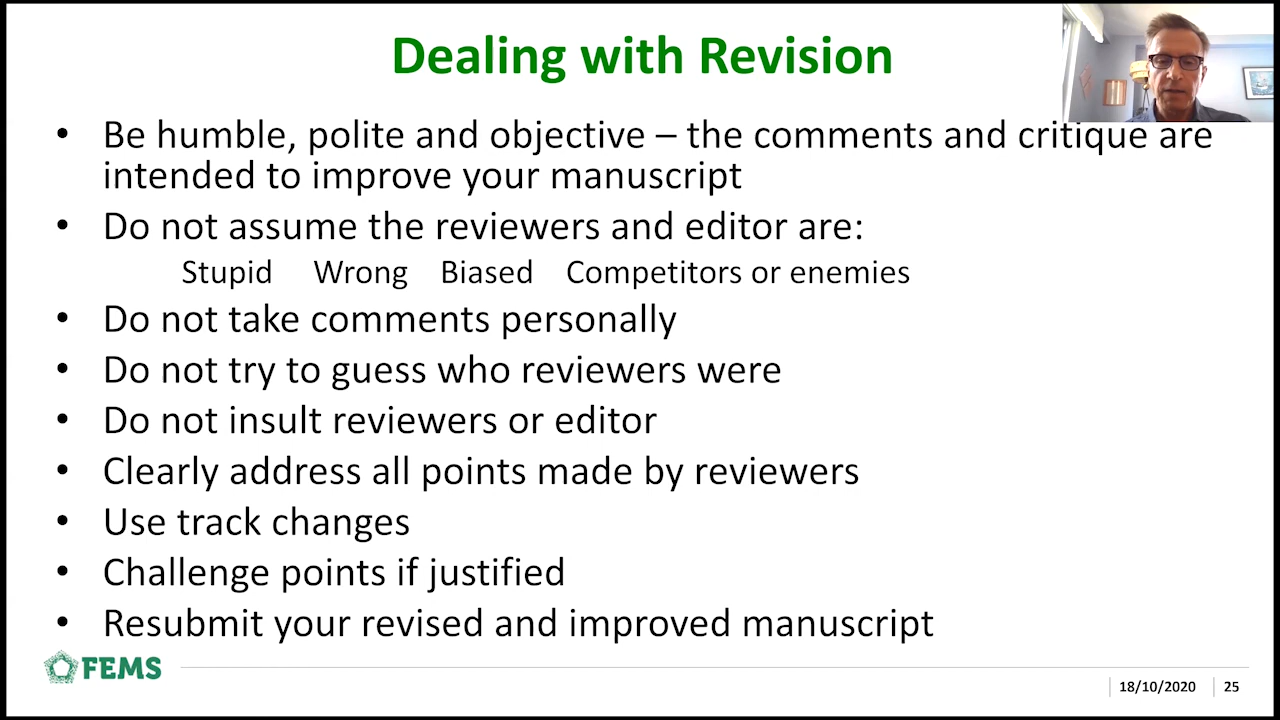 Dealing with Revision
• Be humble, polite and objective – the comments and critique are
intended to improve your manuscript
• Do not assume the reviewers and editor are:
Stupid Wrong Biased Competitors or enemies
• Do not take comments personally
• Do not try to guess who reviewers were
• Do not insult reviewers or editor
• Clearly address all points made by reviewers
• Use track changes
• Challenge points if justified
• Resubmit your revised and improved manuscript
FEMS
18/10/2020 25